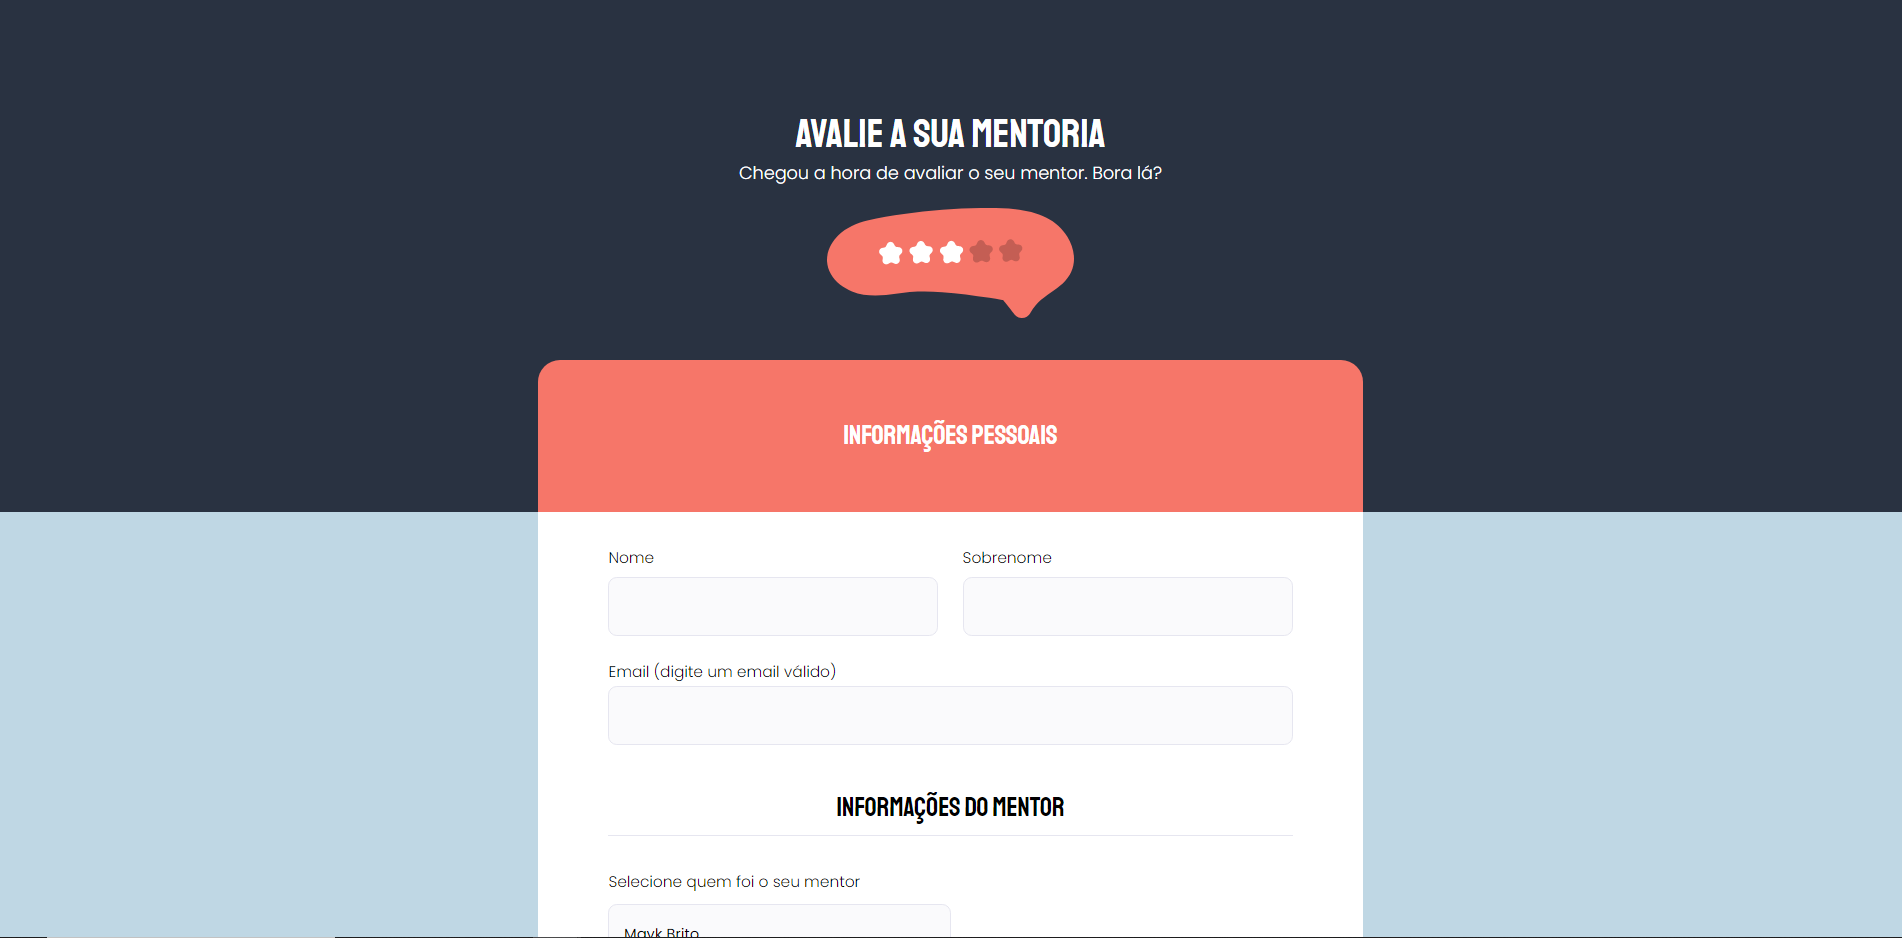 AVALIE A SUA MENTORIA
Chegou a hora de avaliar o seu mentor. Bora lá?
INFORMAÇÕES PESSOAIS
Nome
Sobrenome
Email (digite um email válido)
INFORMAÇÕES DO MENTOR
Selecione quem foi o seu mentor
Mayk Brito